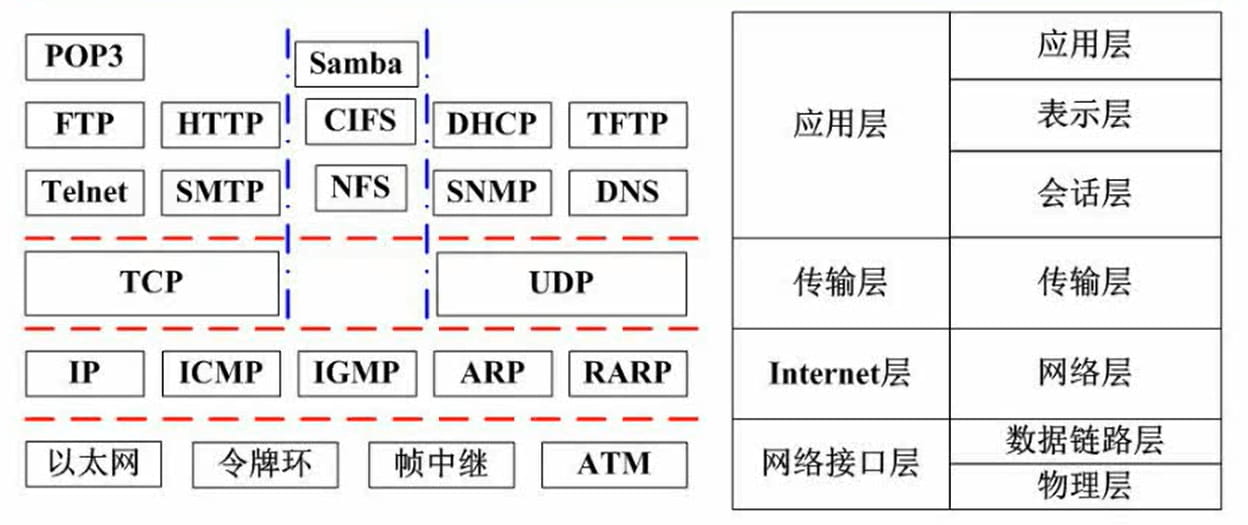 POP3
Samba
FTP HTTP CIFS DHCP TFTP
Telnet SMTP NFS SNMP DNS
TCP UDP
IP ICMP IGMP ARP RARP
以太网 令牌环 帧中继 ATM
应用层 应用层
表示层
会话层
传输层 传输层
Internet层 网络层
网络接口层 数据链路层
物理层